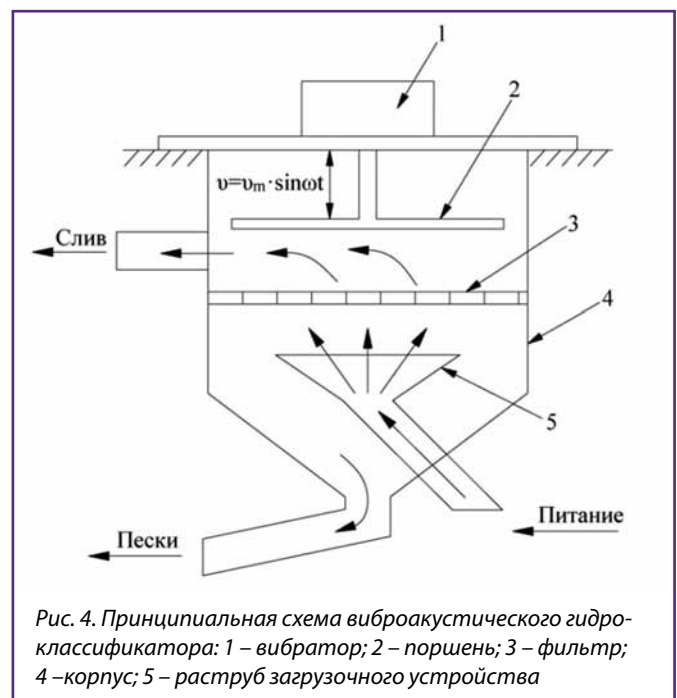 1
2
υ=υm·sinωt
Слив
3
4
5
Питание
Пески
Рис. 4. Принципиальная схема виброакустического гидро-
классификатора: 1 – вибратор; 2 – поршень; 3 – фильтр;
4 –корпус; 5 – раструб загрузочного устройства